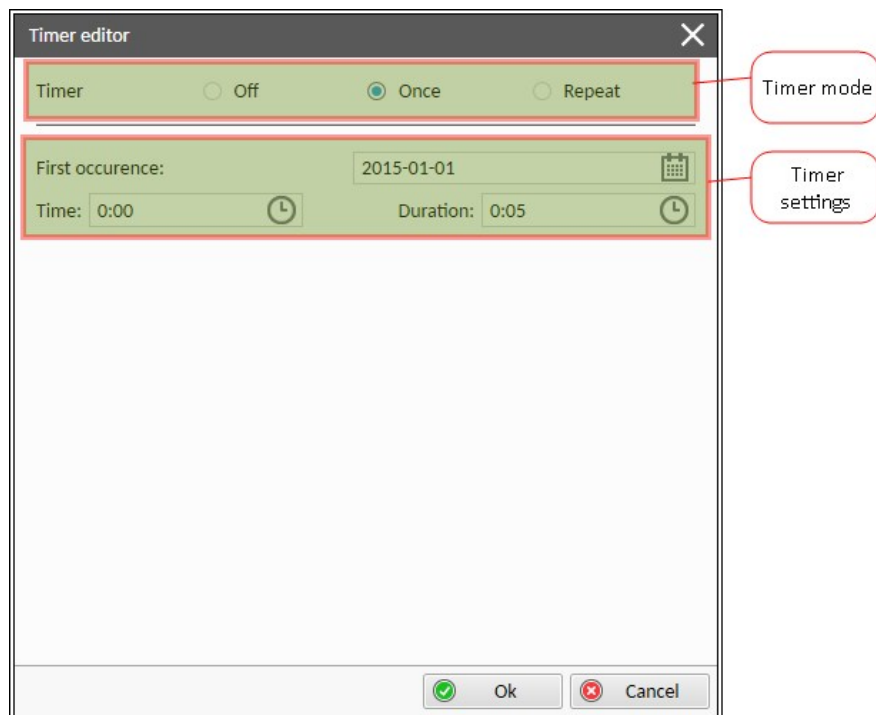 Timer editor
Timer Off Once Repeat
Timer mode
First occurence: 2015-01-01
Time: 0:00 Duration: 0:05
Timer
settings
Ok Cancel